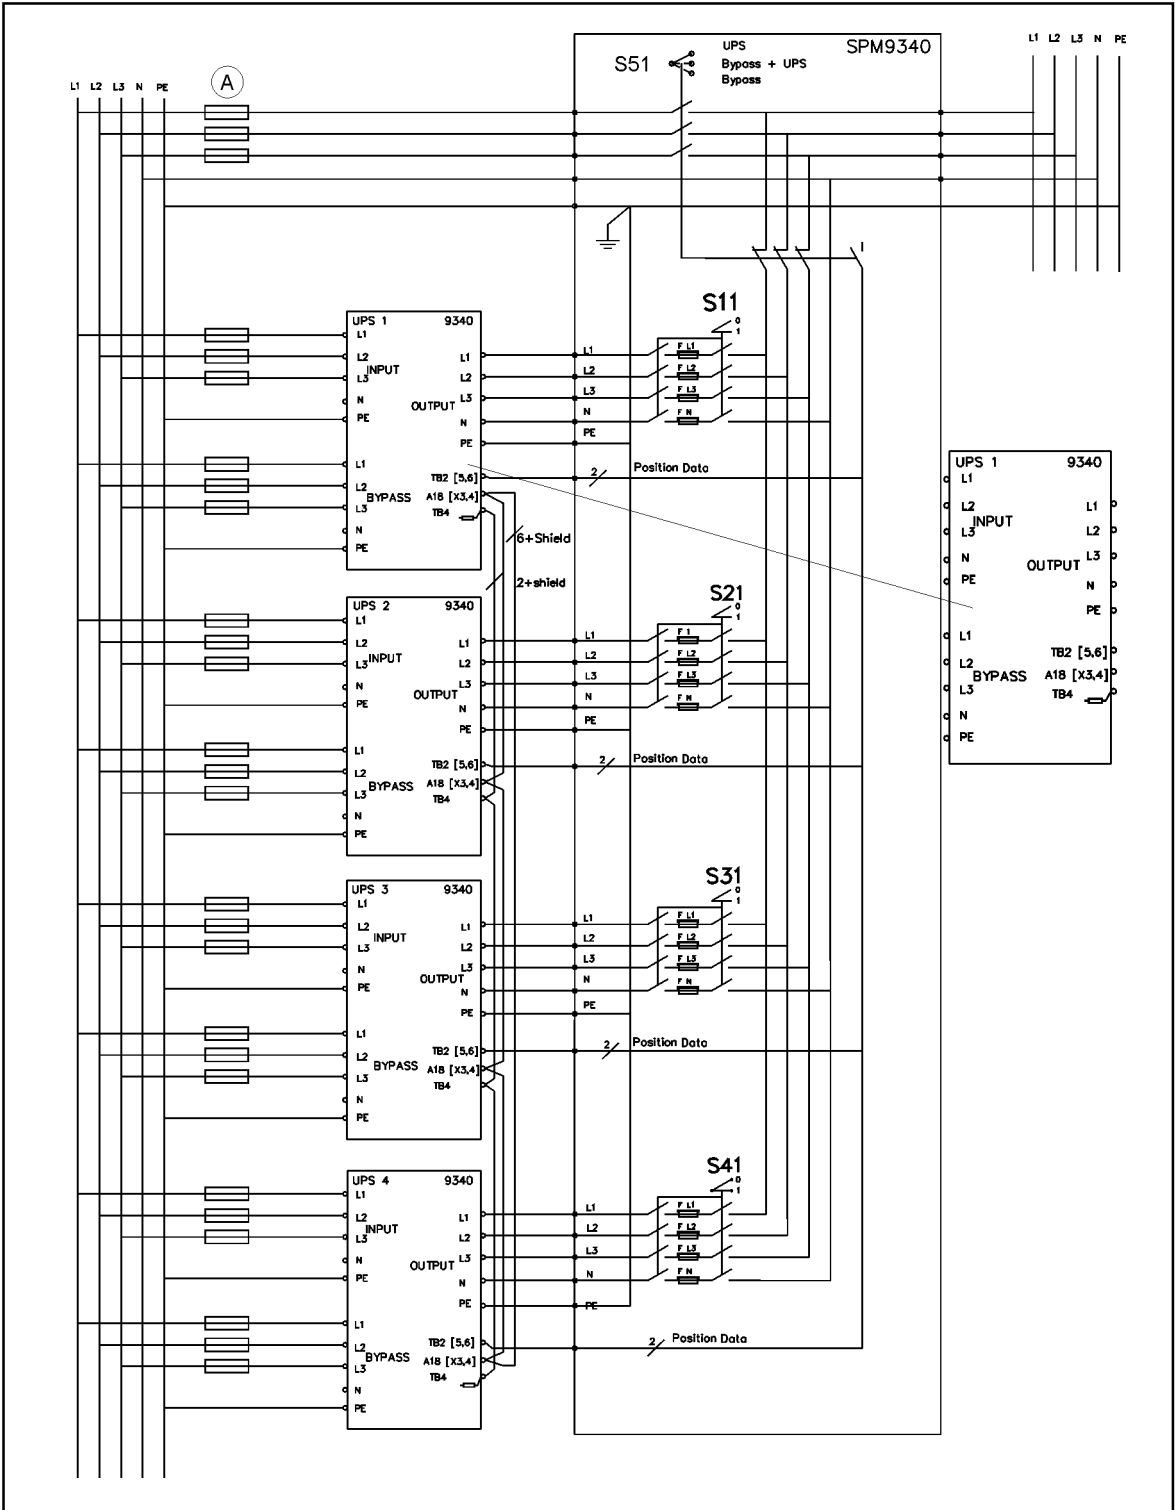 UPS SPM9340
S51 Bypass + UPS
Bypass
L1 L2 L3 N PE
L1 L2 L3 N PE
A
UPS 1 9340
L1
L2
INPUT
L3
N
PE
L1
L2
L3
OUTPUT
N
PE
L1
L2
BYPASS
L3
N
PE
TB2 [5,6]
A18 [X3,4]
TB4
S11
0
1
L1
L2
L3
N
PE
F L1
F L2
F L3
F N
2 Position Data
6+Shield
2+shield
UPS 2 9340
L1
L2
INPUT
L3
N
PE
L1
L2
L3
OUTPUT
N
PE
L1
L2
BYPASS
L3
N
PE
TB2 [5,6]
A18 [X3,4]
TB4
S21
0
1
L1
L2
L3
N
PE
F 1
F L2
F L3
F N
2 Position Data
UPS 1 9340
L1
L2
INPUT
L3
N
PE
L1
L2
L3
OUTPUT
N
PE
L1
L2
BYPASS
L3
N
PE
TB2 [5,6]
A18 [X3,4]
TB4
UPS 3 9340
L1
L2
INPUT
L3
N
PE
L1
L2
L3
OUTPUT
N
PE
L1
L2
BYPASS
L3
N
PE
TB2 [5,6]
A18 [X3,4]
TB4
S31
0
1
L1
L2
L3
N
PE
F L1
F L2
F L3
F N
2 Position Data
UPS 4 9340
L1
L2
INPUT
L3
N
PE
L1
L2
L3
OUTPUT
N
PE
L1
L2
BYPASS
L3
N
PE
TB2 [5,6]
A18 [X3,4]
TB4
S41
0
1
L1
L2
L3
N
PE
F L1
F L2
F L3
F N
2 Position Data